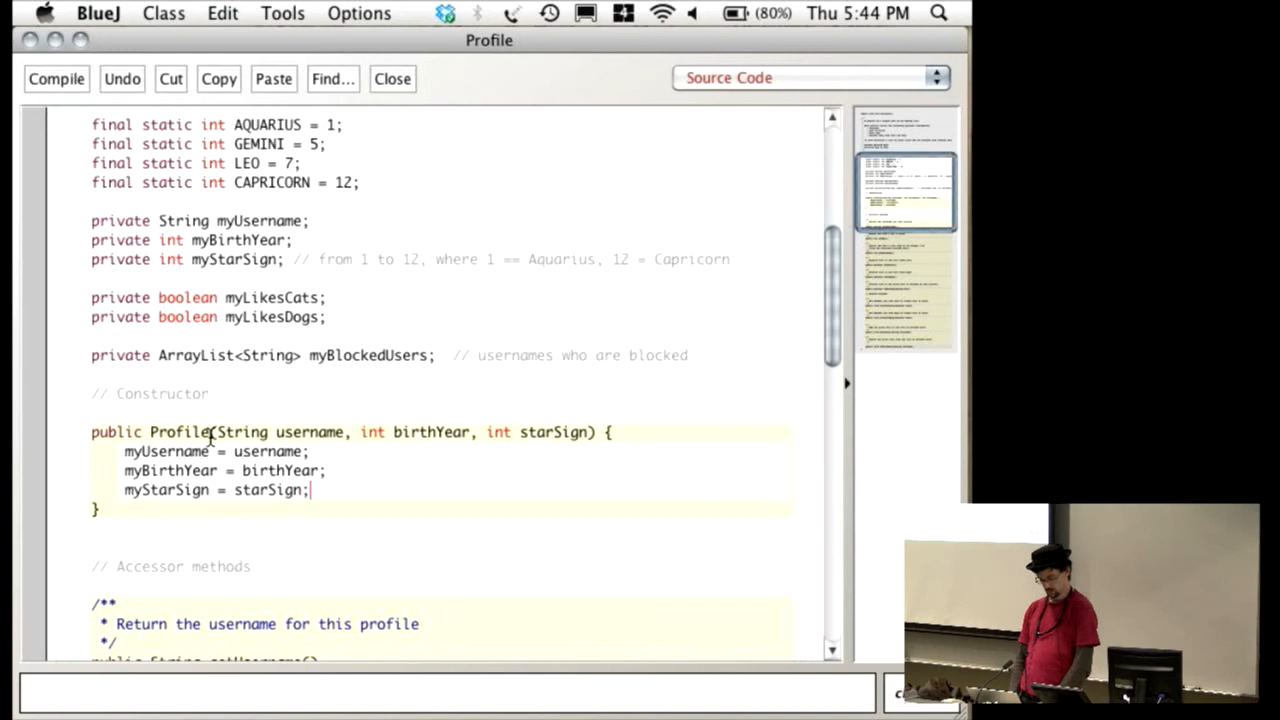 BlueJ Class Edit Tools Options 4 (80%) Thu 5:44 PM
Profile
Compile Undo Cut Copy Paste Find... Close Source Code
final static int AQUARIUS = 1;
final static int GEMINI = 5;
final static int LEO = 7;
final static int CAPRICORN = 12;
private String myUsername;
private int myBirthYear;
private int myStarSign; // from 1 to 12, where 1 == Aquarius, 12 = Capricorn
private boolean myLikesCats;
private boolean myLikesDogs;
private ArrayList<String> myBlockedUsers; // usernames who are blocked
// Constructor
public Profile(String username, int birthYear, int starSign) {
myUsername = username;
myBirthYear = birthYear;
myStarSign = starSign;
}
// Accessor methods
/**
* Return the username for this profile
*/